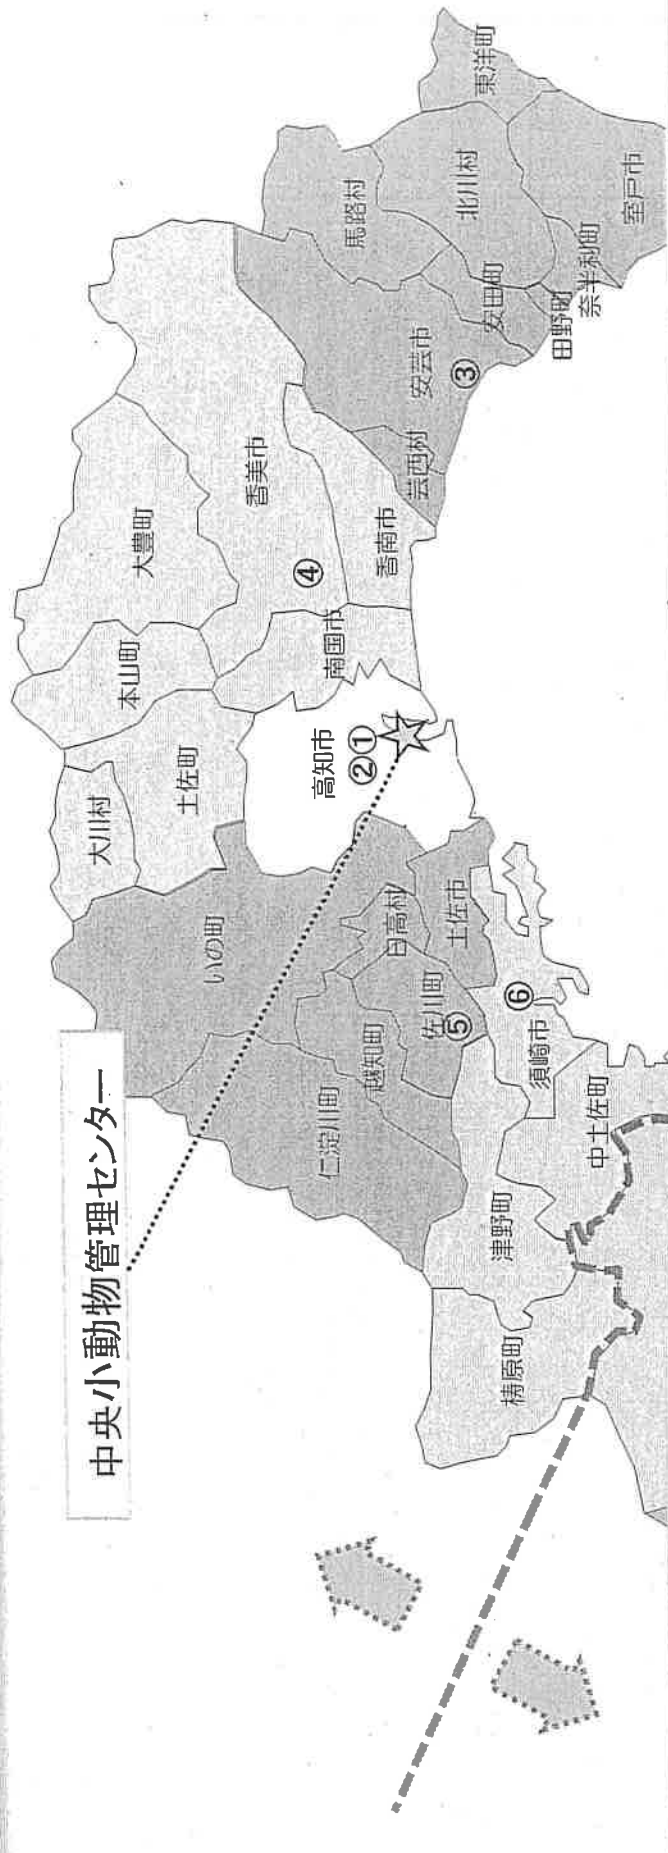 中央小動物管理センター
大川村
本山町
大豊町
土佐町
いの町
香美市
④
馬路村
東洋町
北川村
仁淀川町
越知町
日高村
高知市
②①
南国市
香南市
芸西村
安芸市
③
安田町
田野町
奈半利町
室戸市
佐川町
⑤
土佐市
梼原町
津野町
須崎市
⑥
中土佐町